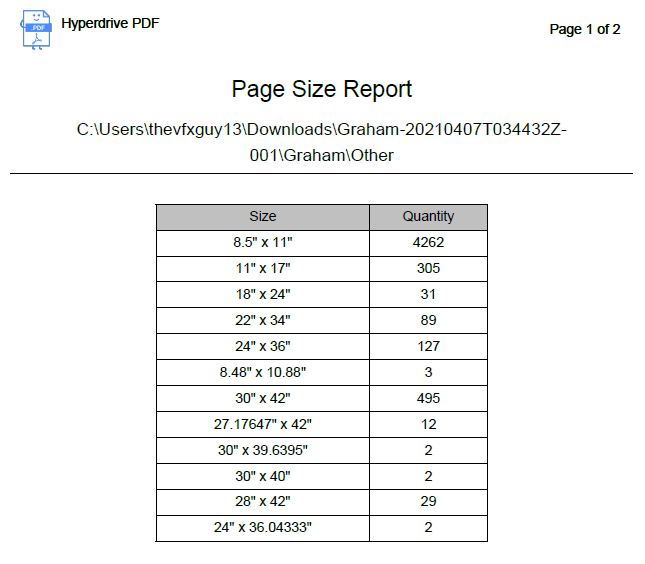 .PDF
Hyperdrive PDF
Page 1 of 2
Page Size Report
C:\Users\thevfxguy13\Downloads\Graham-20210407T034432Z-
001\Graham\Other
Size Quantity
8.5" x 11" 4262
11" x 17" 305
18" x 24" 31
22" x 34" 89
24" x 36" 127
8.48" x 10.88" 3
30" x 42" 495
27.17647" x 42" 12
30" x 39.6395" 2
30" x 40" 2
28" x 42" 29
24" x 36.04333" 2